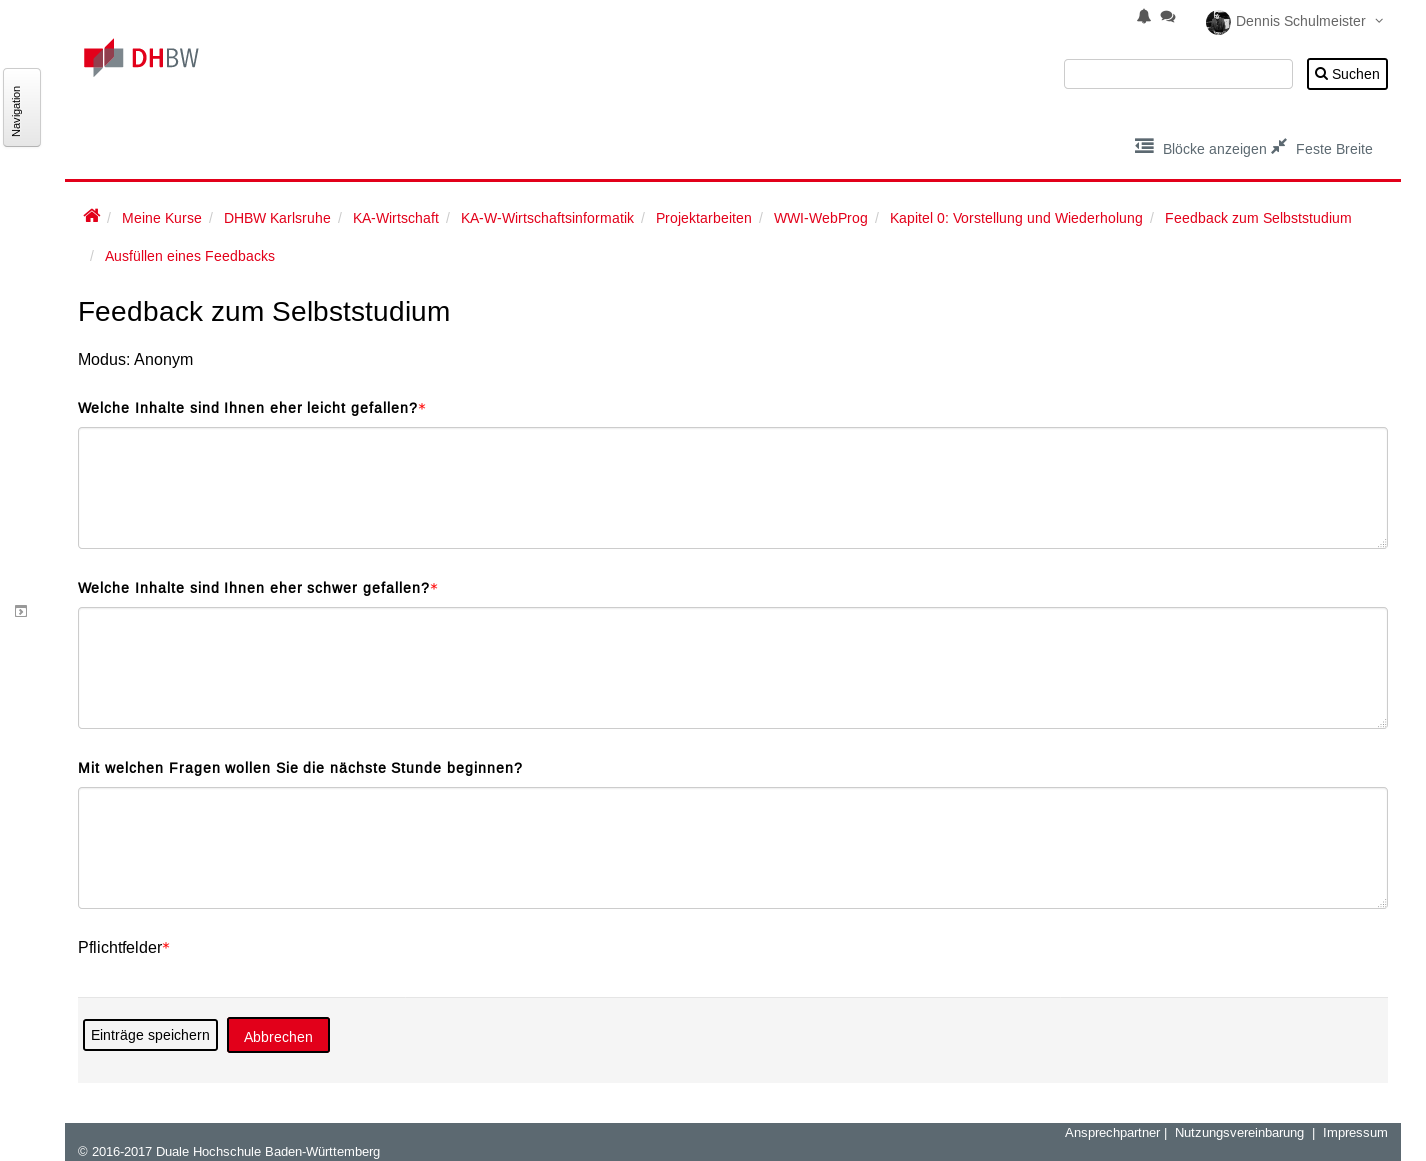 Dennis Schulmeister
DHBW
Suchen
Navigation
Blöcke anzeigen Feste Breite
/ Meine Kurse / DHBW Karlsruhe / KA-Wirtschaft / KA-W-Wirtschaftsinformatik / Projektarbeiten / WWI-WebProg / Kapitel 0: Vorstellung und Wiederholung / Feedback zum Selbststudium
/ Ausfüllen eines Feedbacks
Feedback zum Selbststudium
Modus: Anonym
Welche Inhalte sind Ihnen eher leicht gefallen?*
Welche Inhalte sind Ihnen eher schwer gefallen?*
Mit welchen Fragen wollen Sie die nächste Stunde beginnen?
Pflichtfelder*
Einträge speichern Abbrechen
Ansprechpartner | Nutzungsvereinbarung | Impressum
© 2016-2017 Duale Hochschule Baden-Württemberg